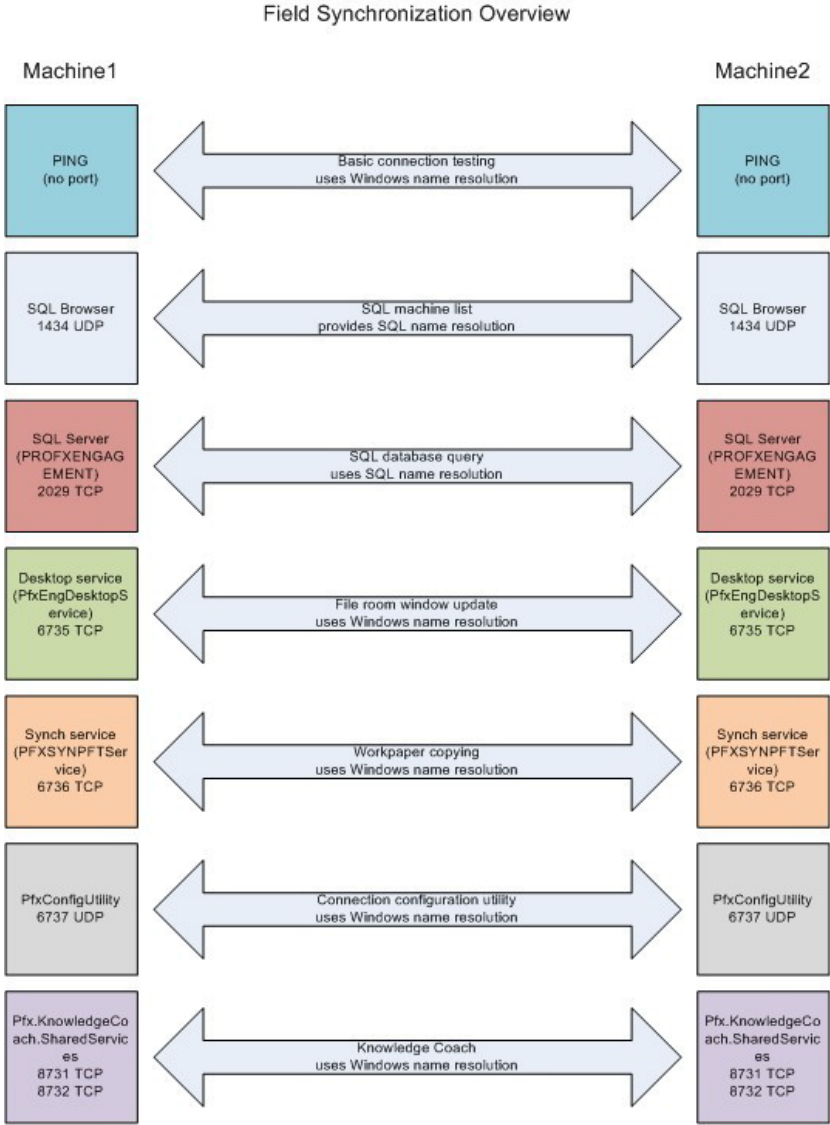 Field Synchronization Overview
Machine1
Machine2
PING
(no port)
Basic connection testing
uses Windows name resolution
PING
(no port)
SQL Browser
1434 UDP
SQL machine list
provides SQL name resolution
SQL Browser
1434 UDP
SQL Server
(PROFXENGAG
EMENT)
2029 TCP
SQL database query
uses SQL name resolution
SQL Server
(PROFXENGAG
EMENT)
2029 TCP
Desktop service
(PfxEngDesktopS
ervice)
6735 TCP
File room window update
uses Windows name resolution
Desktop service
(PfxEngDesktopS
ervice)
6735 TCP
Synch service
(PFXSYNPFTSer
vice)
6736 TCP
Workpaper copying
uses Windows name resolution
Synch service
(PFXSYNPFTSer
vice)
6736 TCP
PfxConfigUtility
6737 UDP
Connection configuration utility
uses Windows name resolution
PfxConfigUtility
6737 UDP
Pfx.KnowledgeCo
ach.SharedServic
es
8731 TCP
8732 TCP
Knowledge Coach
uses Windows name resolution
Pfx.KnowledgeCo
ach.SharedServic
es
8731 TCP
8732 TCP